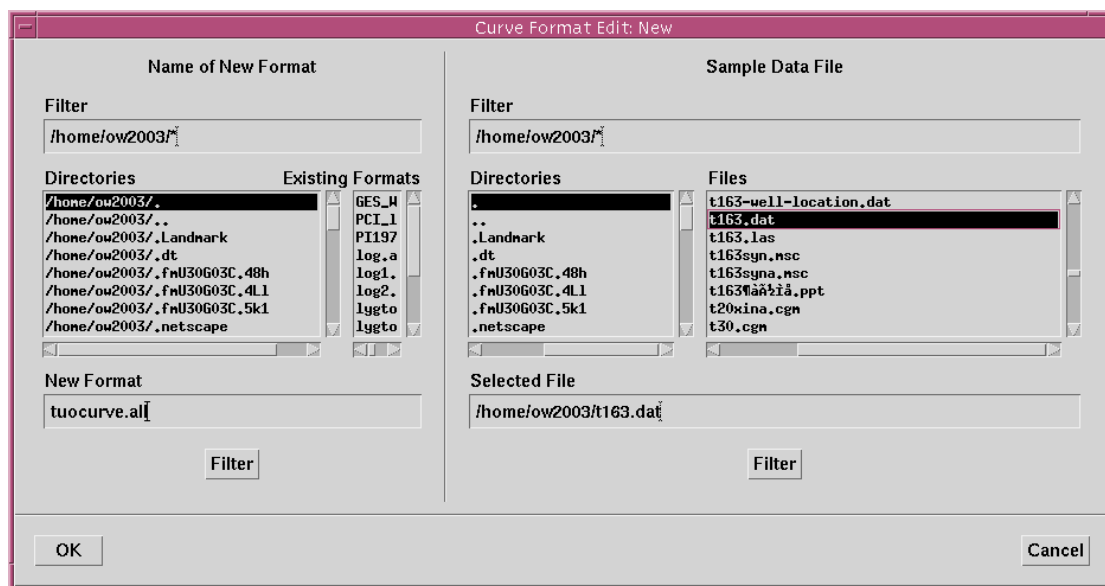 Curve Format Edit: New
Name of New Format
Filter
/home/ow2003/*
Directories
/home/ow2003/.
/home/ow2003/..
/home/ow2003/.Landmark
/home/ow2003/.dt
/home/ow2003/.fmU30G03C.48h
/home/ow2003/.fmU30G03C.4Ll
/home/ow2003/.fmU30G03C.5k1
/home/ow2003/.netscape
Existing Formats
GES_W
PCI_l
PI197
log.a
log1.
log2.
lygto
lygto
New Format
tuocurve.all
Filter
Sample Data File
Filter
/home/ow2003/*
Directories
.
..
.Landmark
.dt
.fmU30G03C.48h
.fmU30G03C.4Ll
.fmU30G03C.5k1
.netscape
Files
t163-well-location.dat
t163.dat
t163.las
t163syn.msc
t163syna.msc
t163¶àÃ½Ìå.ppt
t20xina.cgm
t30.cgm
Selected File
/home/ow2003/t163.dat
Filter
OK
Cancel